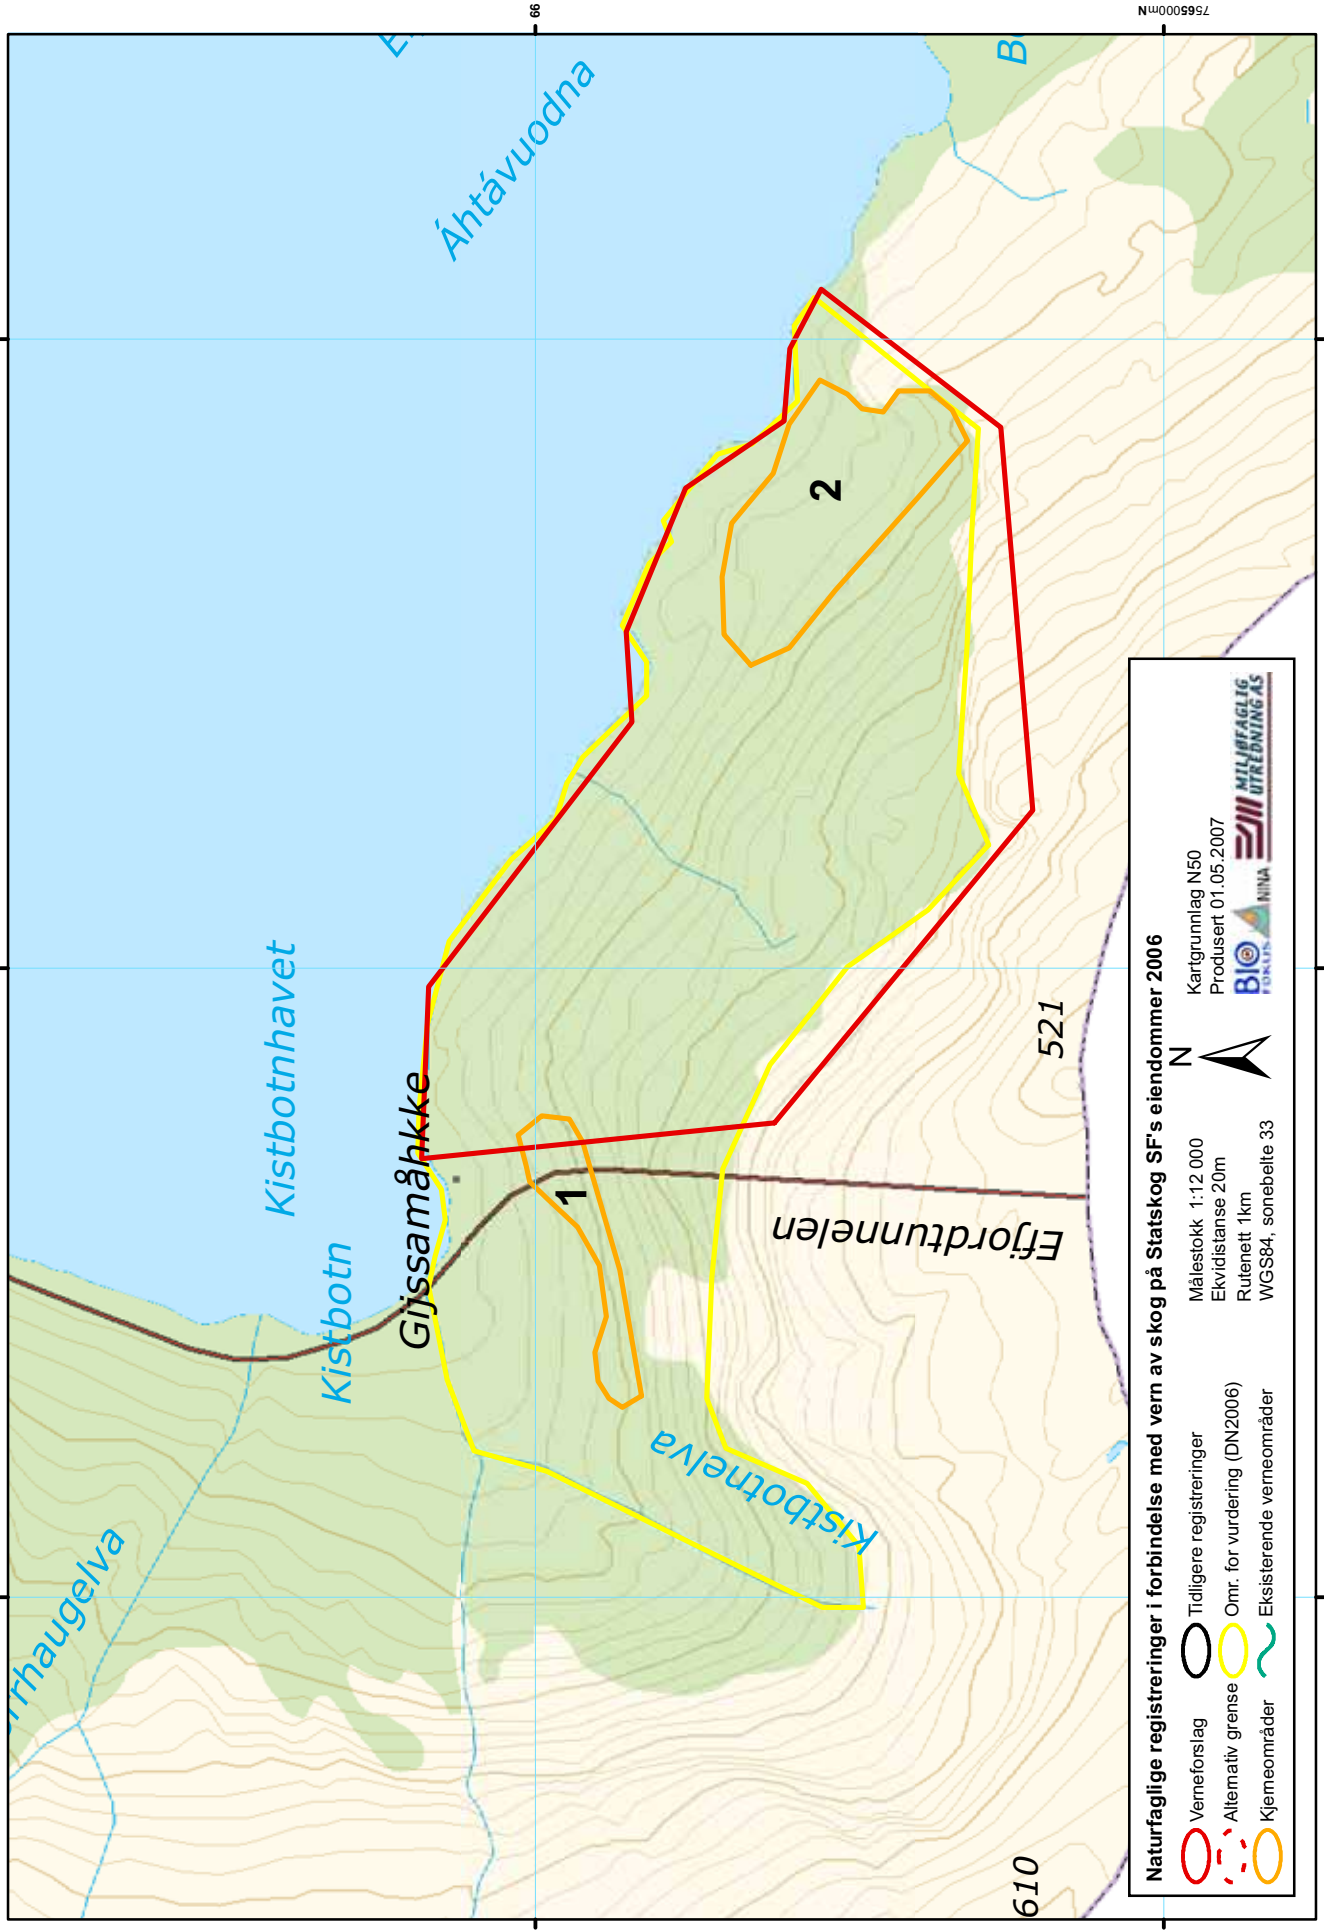 66
7565000mN
Áhtávuodna
Kistbotnhavet
Kistbotn
Gijssamåhkke
1
2
Efjordtunnelen
Kistbotnelva
521
610
Naturfaglige registreringer i forbindelse med vern av skog på Statskog SF's eiendommer 2006
Verneforslag
Alternativ grense
Kjerneområder
Tidligere registreringer
Omr. for vurdering (DN2006)
Eksisterende verneområder
Målestokk 1:12 000
Ekvidistanse 20m
Rutenett 1km
WGS84, sonebelte 33
N
Kartgrunnlag N50
Produsert 01.05.2007
BIO
FOKUS
NINA
MILJØFAGLIG
UTREDNING AS